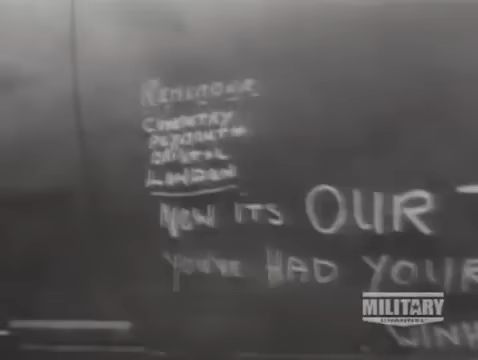 REMEMBER
COVENTRY
PLYMOUTH
BRISTOL
LONDON
NOW ITS OUR
YOU'VE HAD YOUR
MILITARY